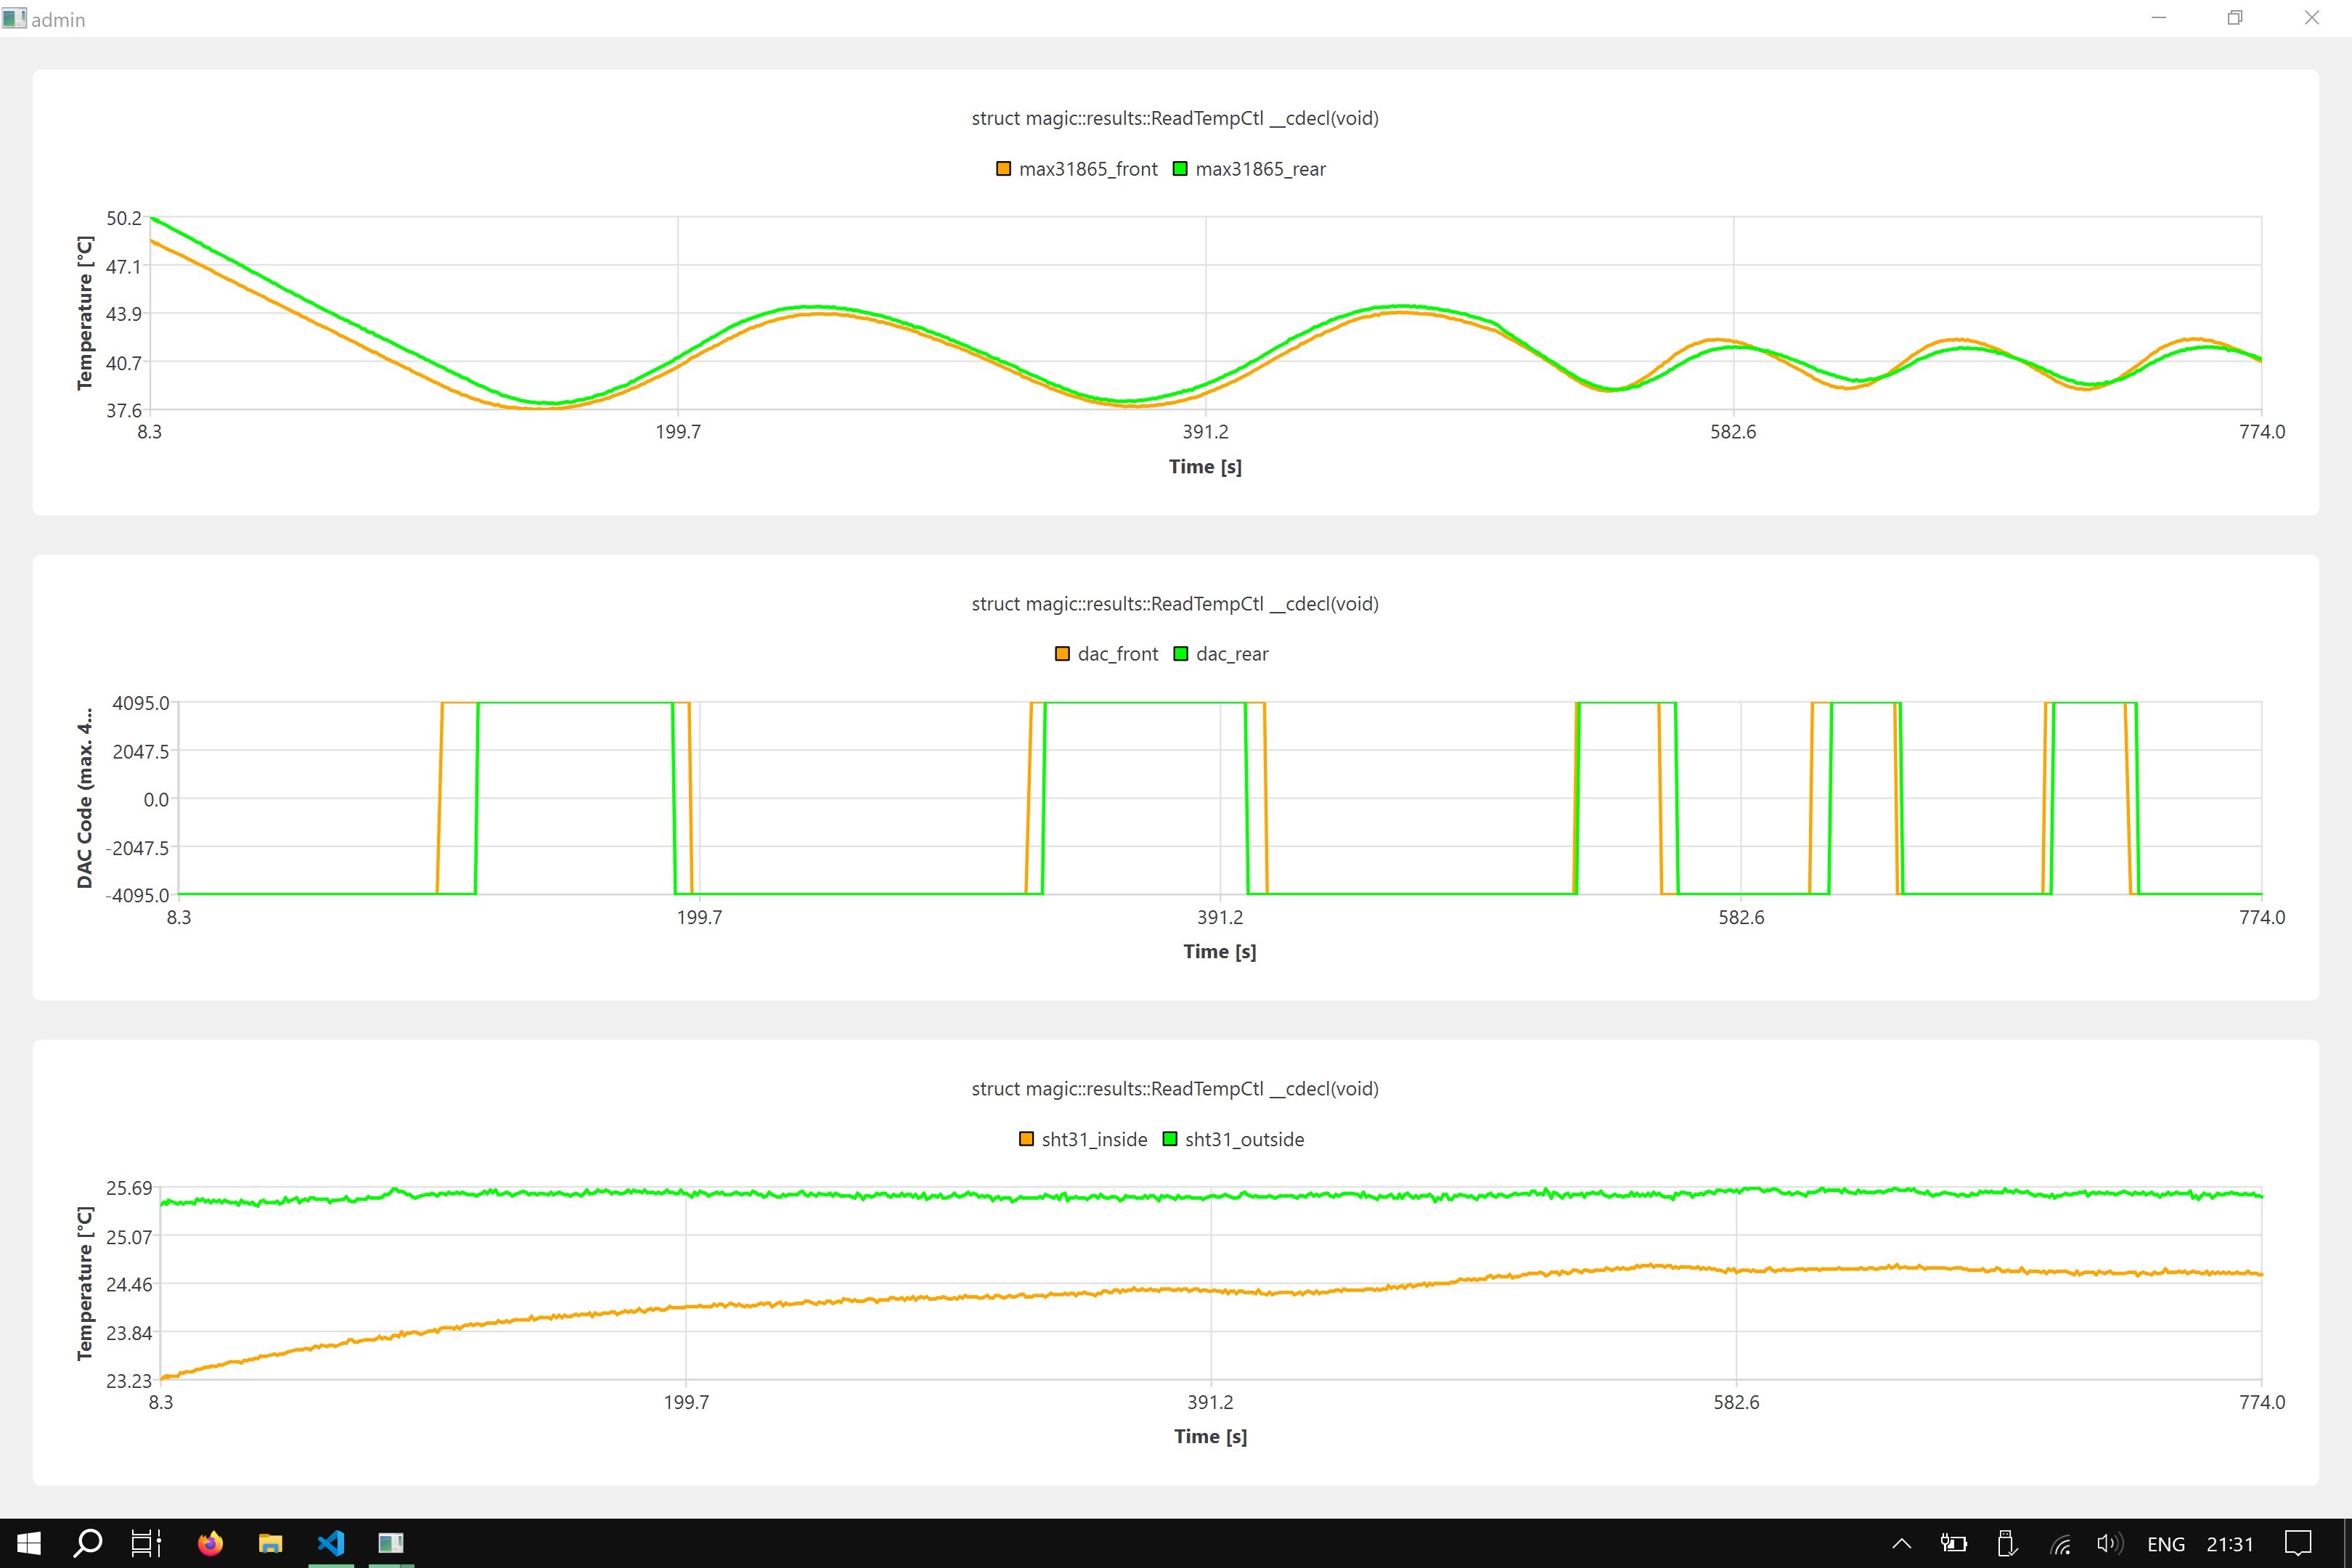 admin
struct magic::results::ReadTempCtl __cdecl(void)
max31865_front max31865_rear
Temperature [°C]
50.2
47.1
43.9
40.7
37.6
8.3 199.7 391.2 582.6 774.0
Time [s]
struct magic::results::ReadTempCtl __cdecl(void)
dac_front dac_rear
DAC Code (max. 4...
4095.0
2047.5
0.0
-2047.5
-4095.0
8.3 199.7 391.2 582.6 774.0
Time [s]
struct magic::results::ReadTempCtl __cdecl(void)
sht31_inside sht31_outside
Temperature [°C]
25.69
25.07
24.46
23.84
23.23
8.3 199.7 391.2 582.6 774.0
Time [s]
ENG 21:31